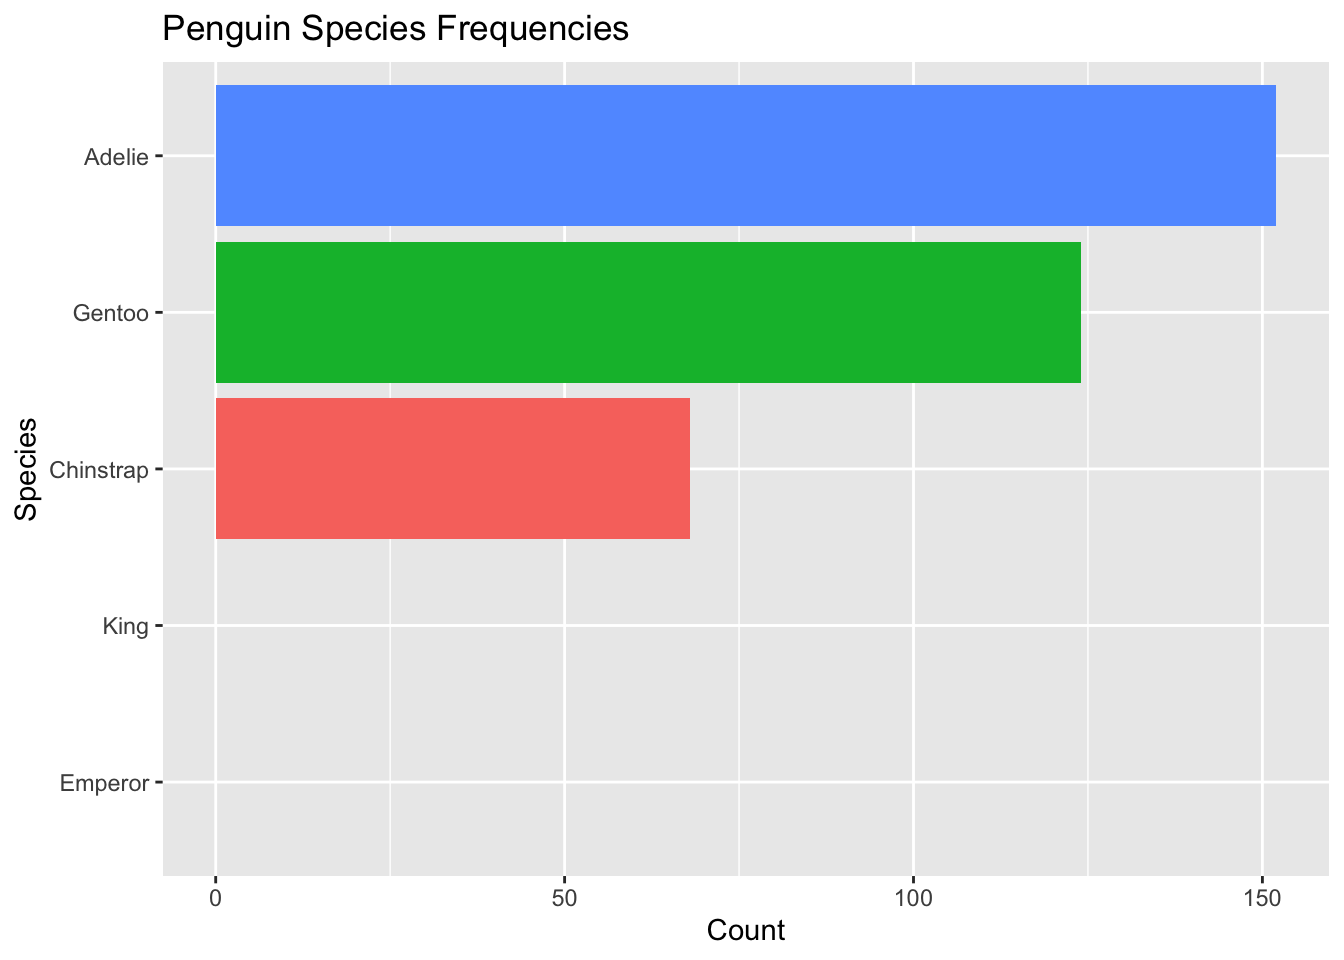 Penguin Species Frequencies
Species
Adelie
Gentoo
Chinstrap
King
Emperor
0 50 100 150
Count